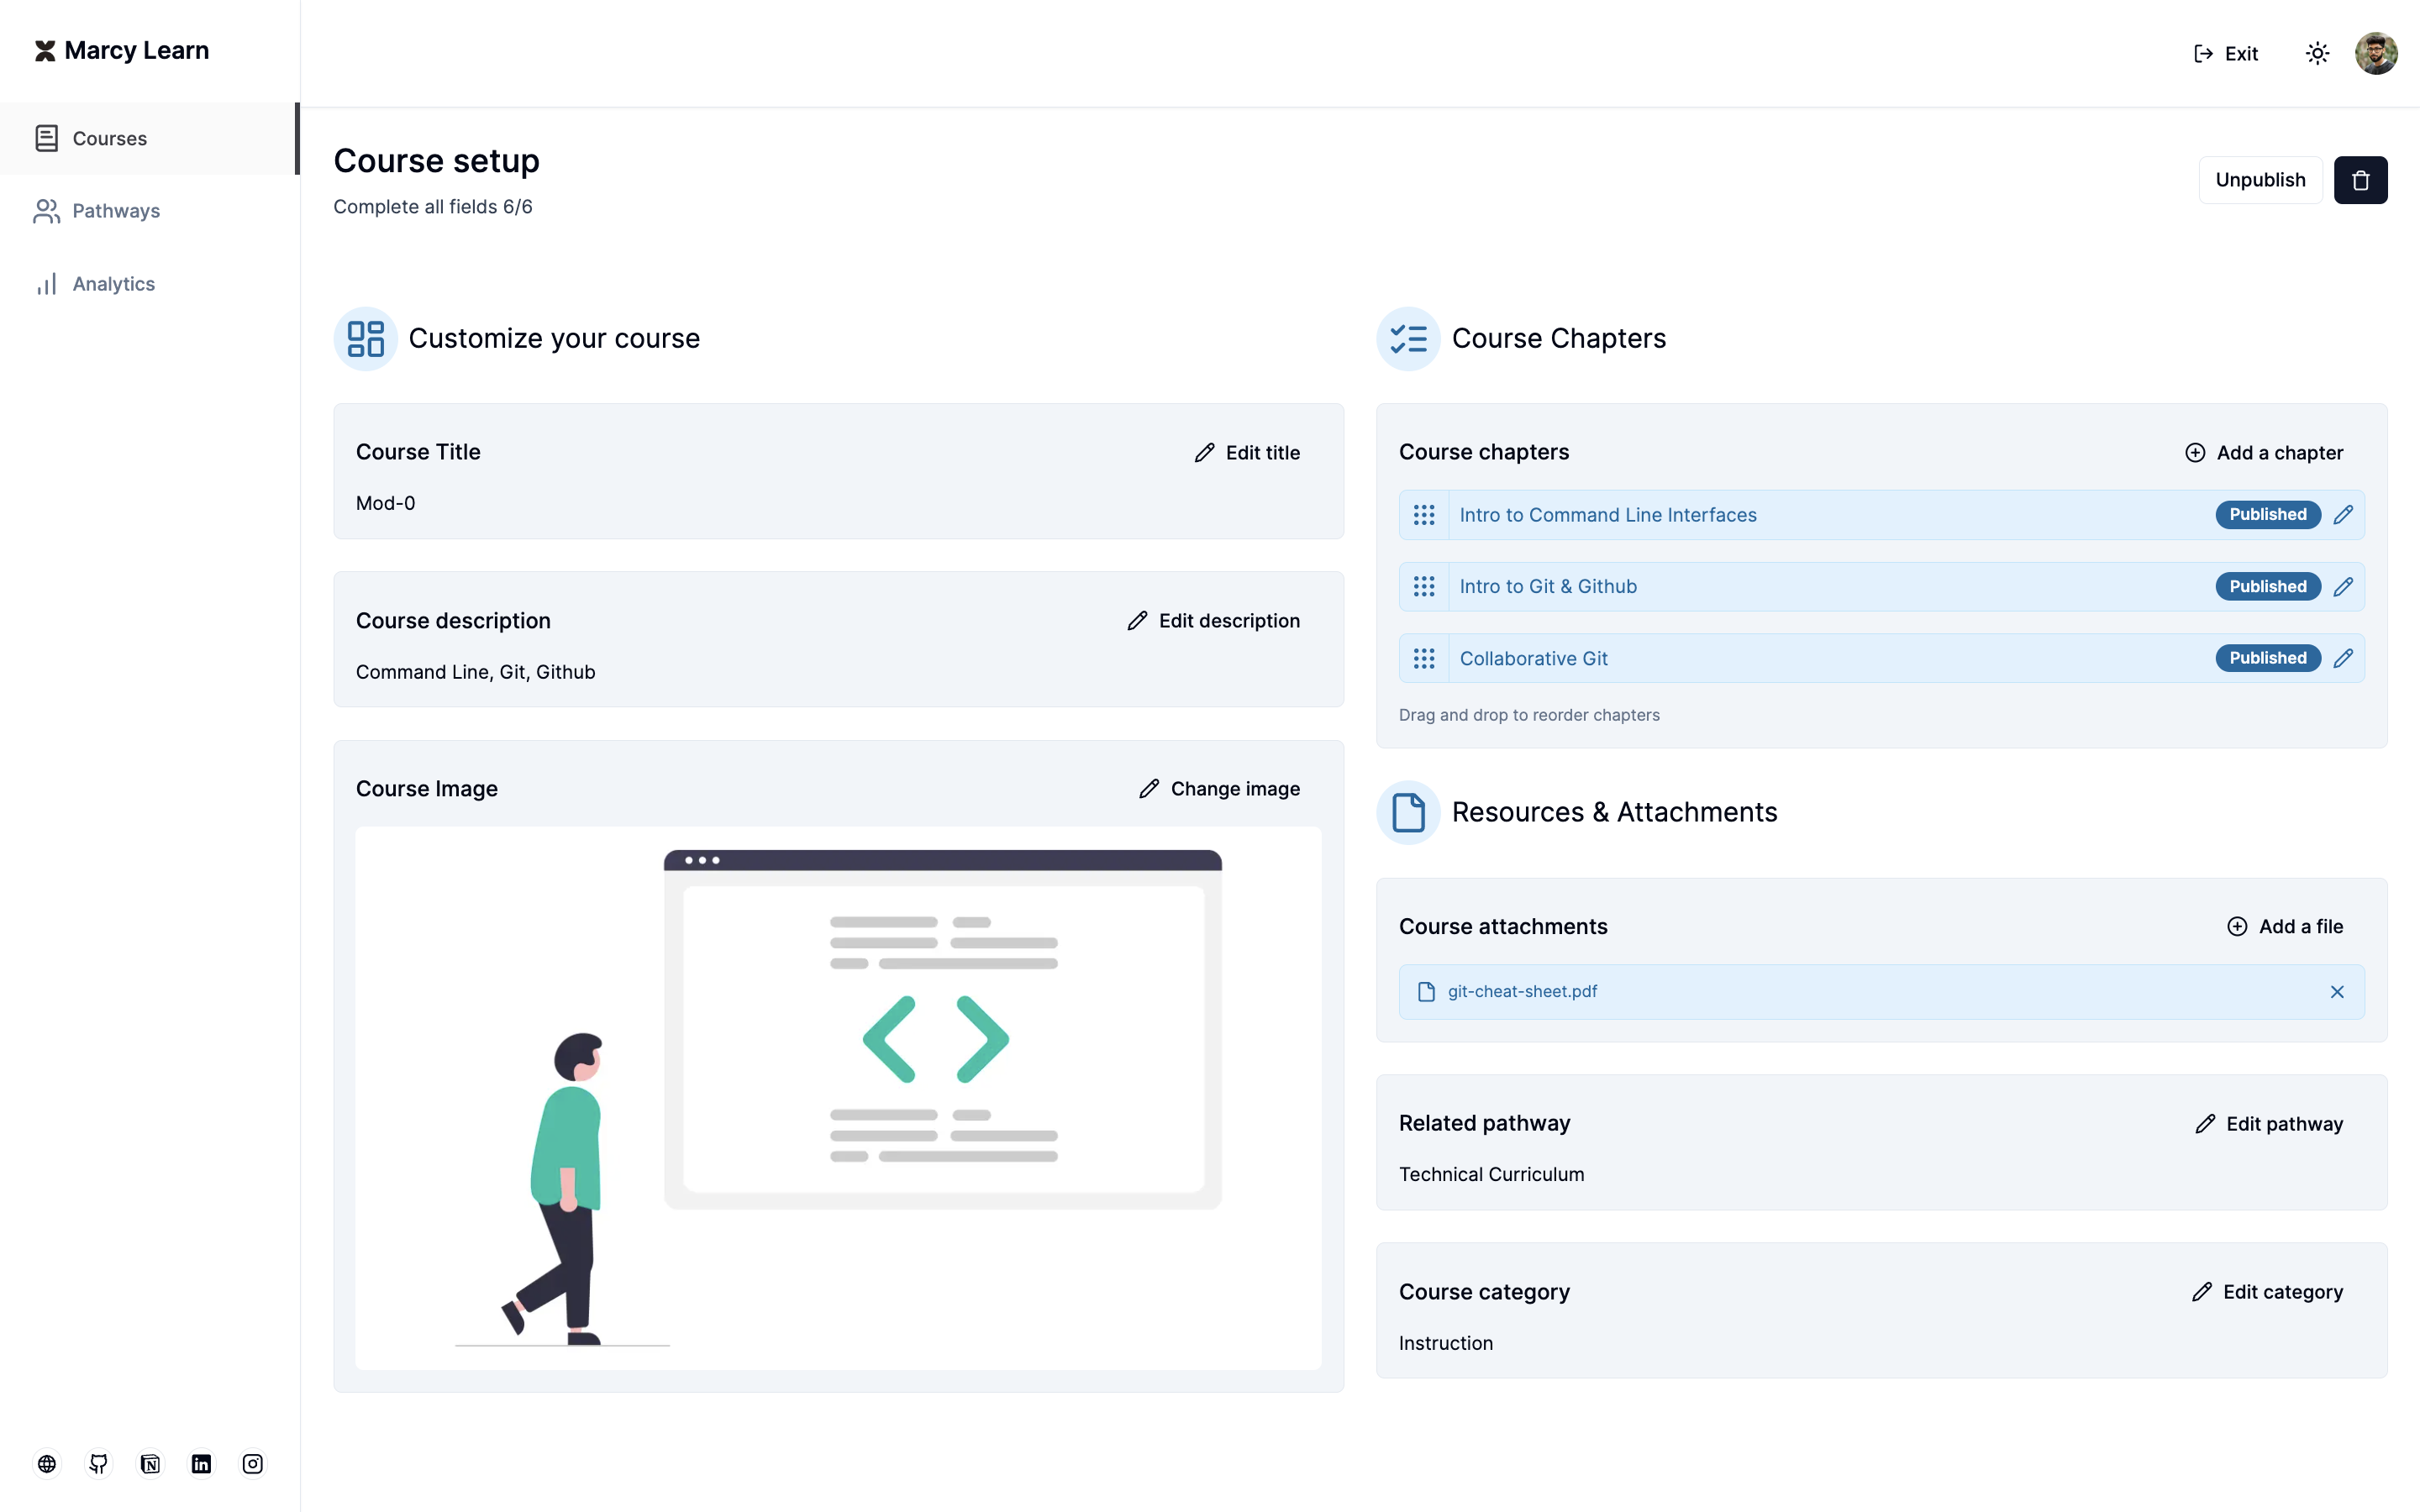 Marcy Learn
Exit
Courses
Pathways
Analytics
Course setup
Complete all fields 6/6
Unpublish
Customize your course
Course Title
Edit title
Mod-0
Course description
Edit description
Command Line, Git, Github
Course Image
Change image
Course Chapters
Course chapters
Add a chapter
Intro to Command Line Interfaces
Published
Intro to Git & Github
Published
Collaborative Git
Published
Drag and drop to reorder chapters
Resources & Attachments
Course attachments
Add a file
git-cheat-sheet.pdf
Related pathway
Edit pathway
Technical Curriculum
Course category
Edit category
Instruction